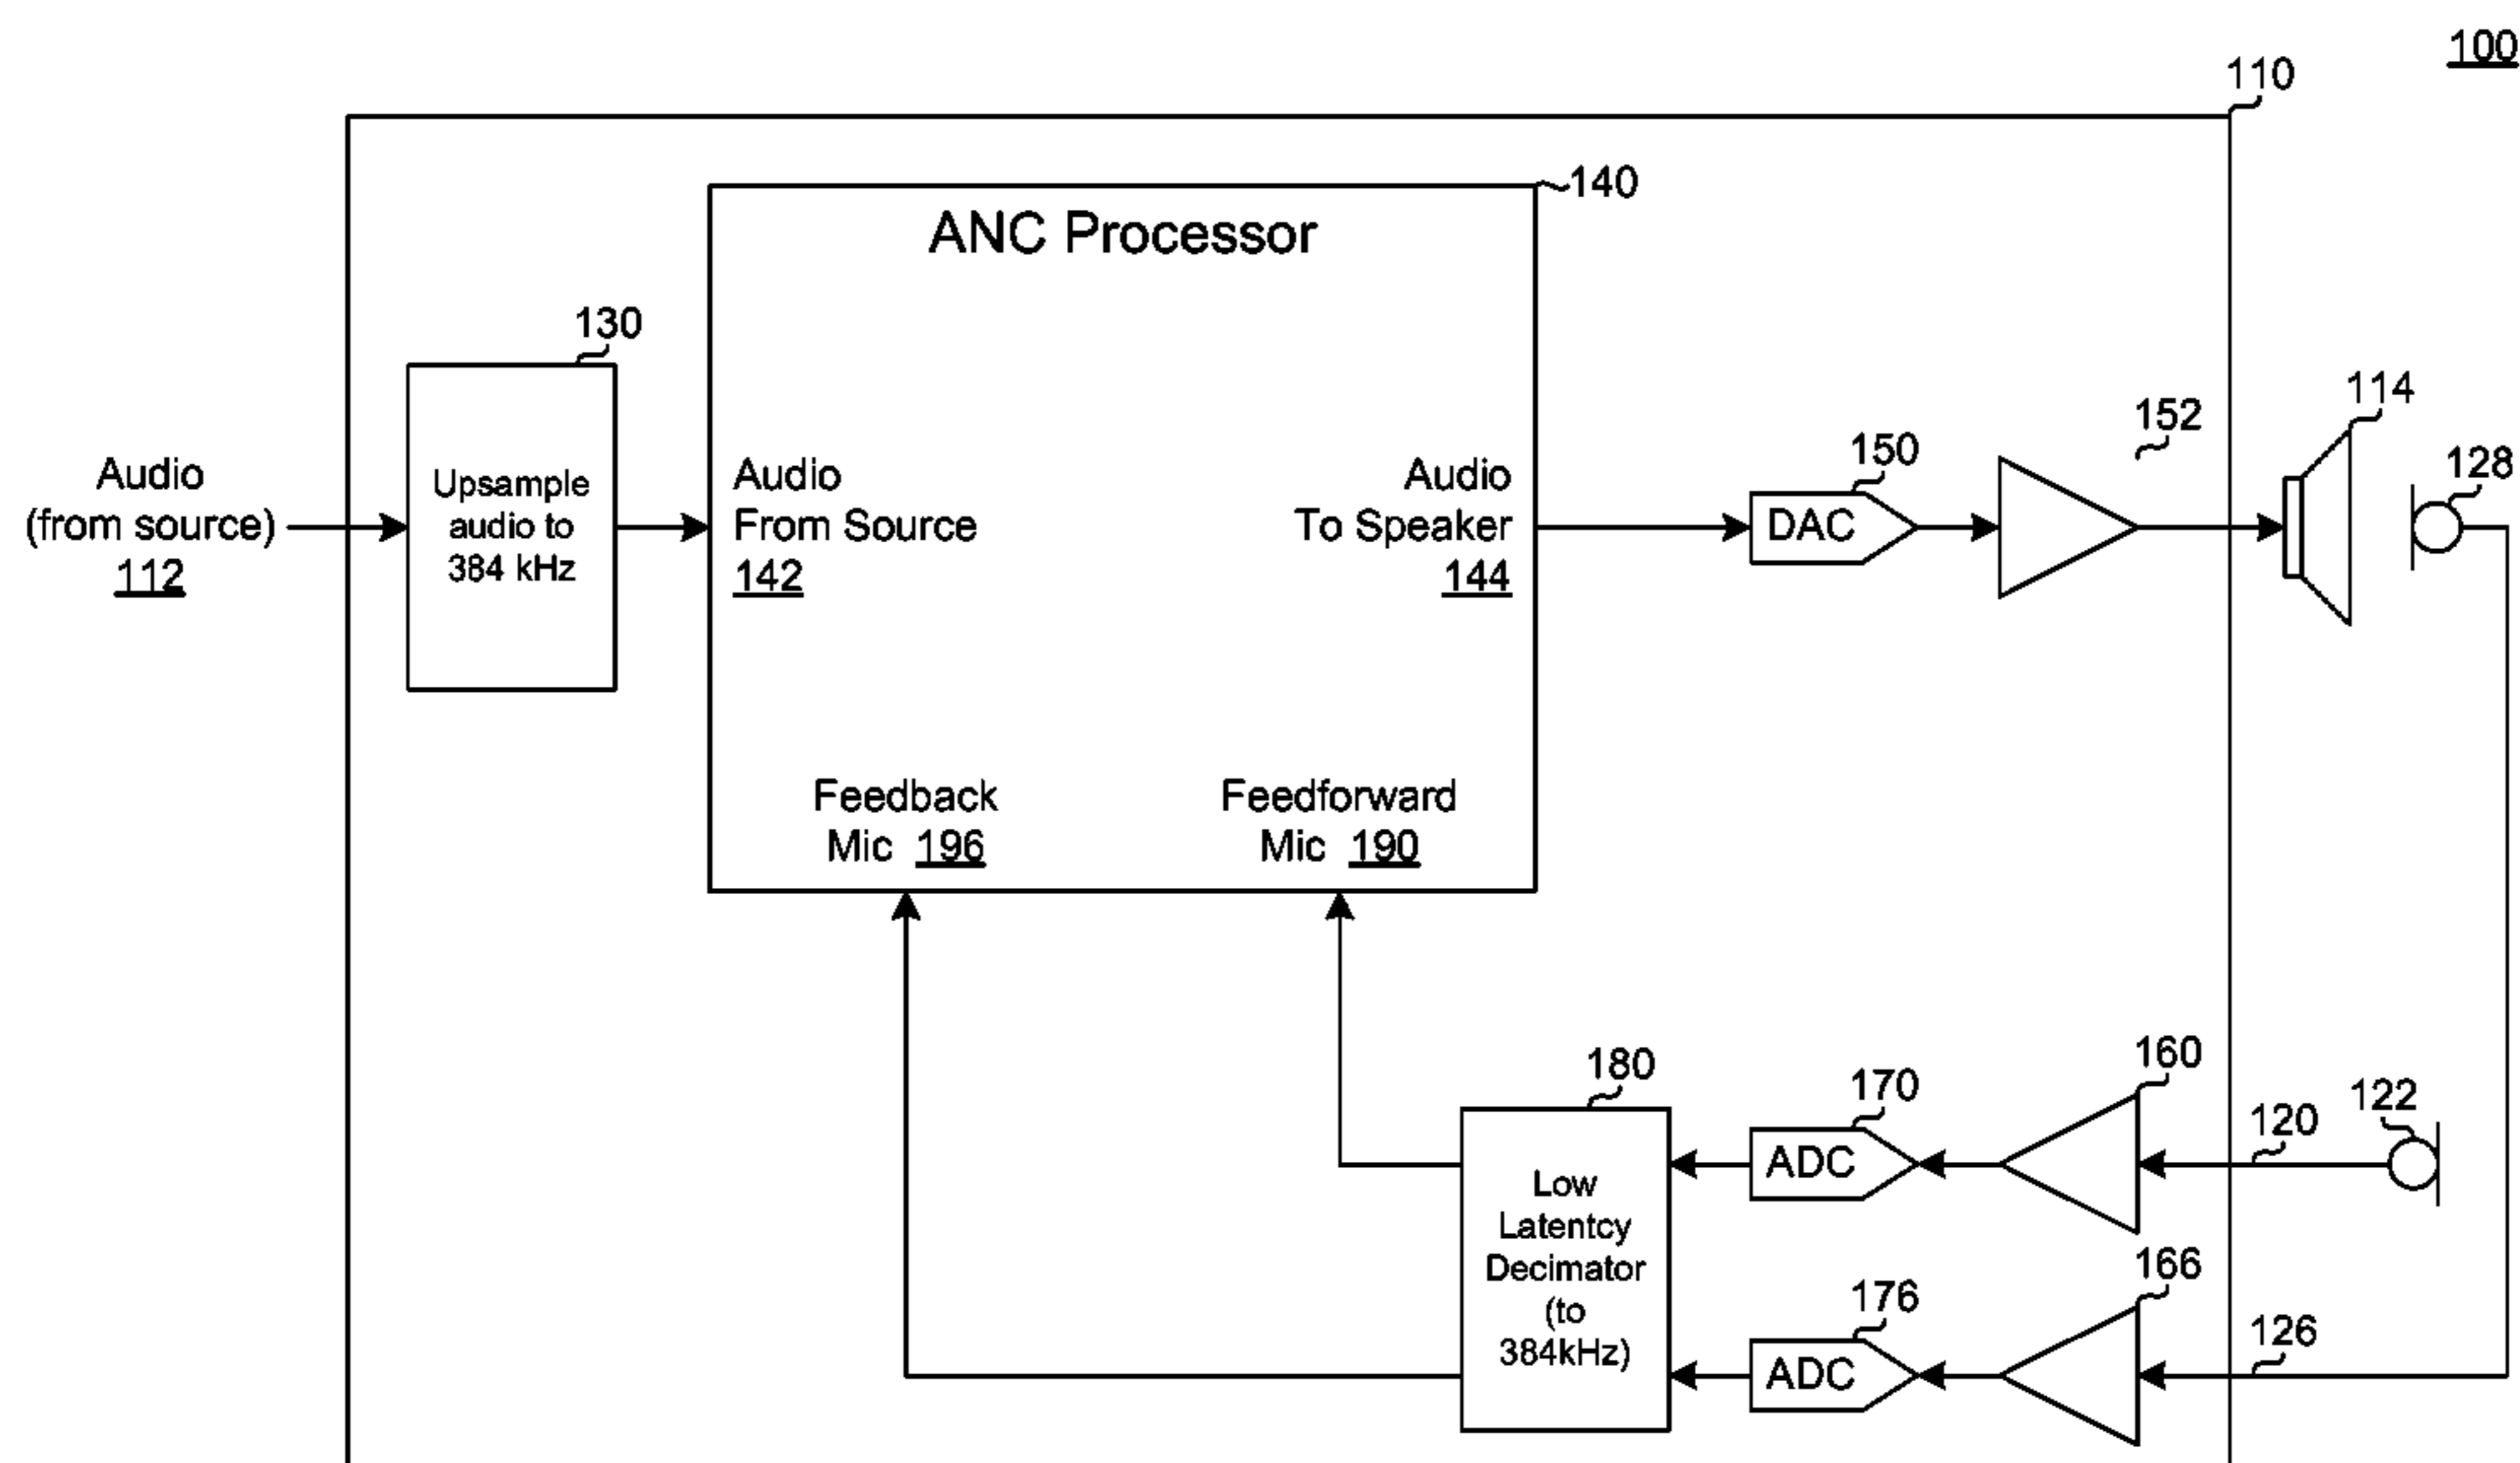 100
110
140
ANC Processor
130
114
152
150
128
Audio
(from source)
112
Upsample
audio to
384 kHz
Audio
From Source
142
Audio
To Speaker
144
DAC
Feedback
Mic 196
Feedforward
Mic 190
180
170
160
122
120
ADC
Low
Latentcy
Decimator
(to
384kHz)
176
166
126
ADC